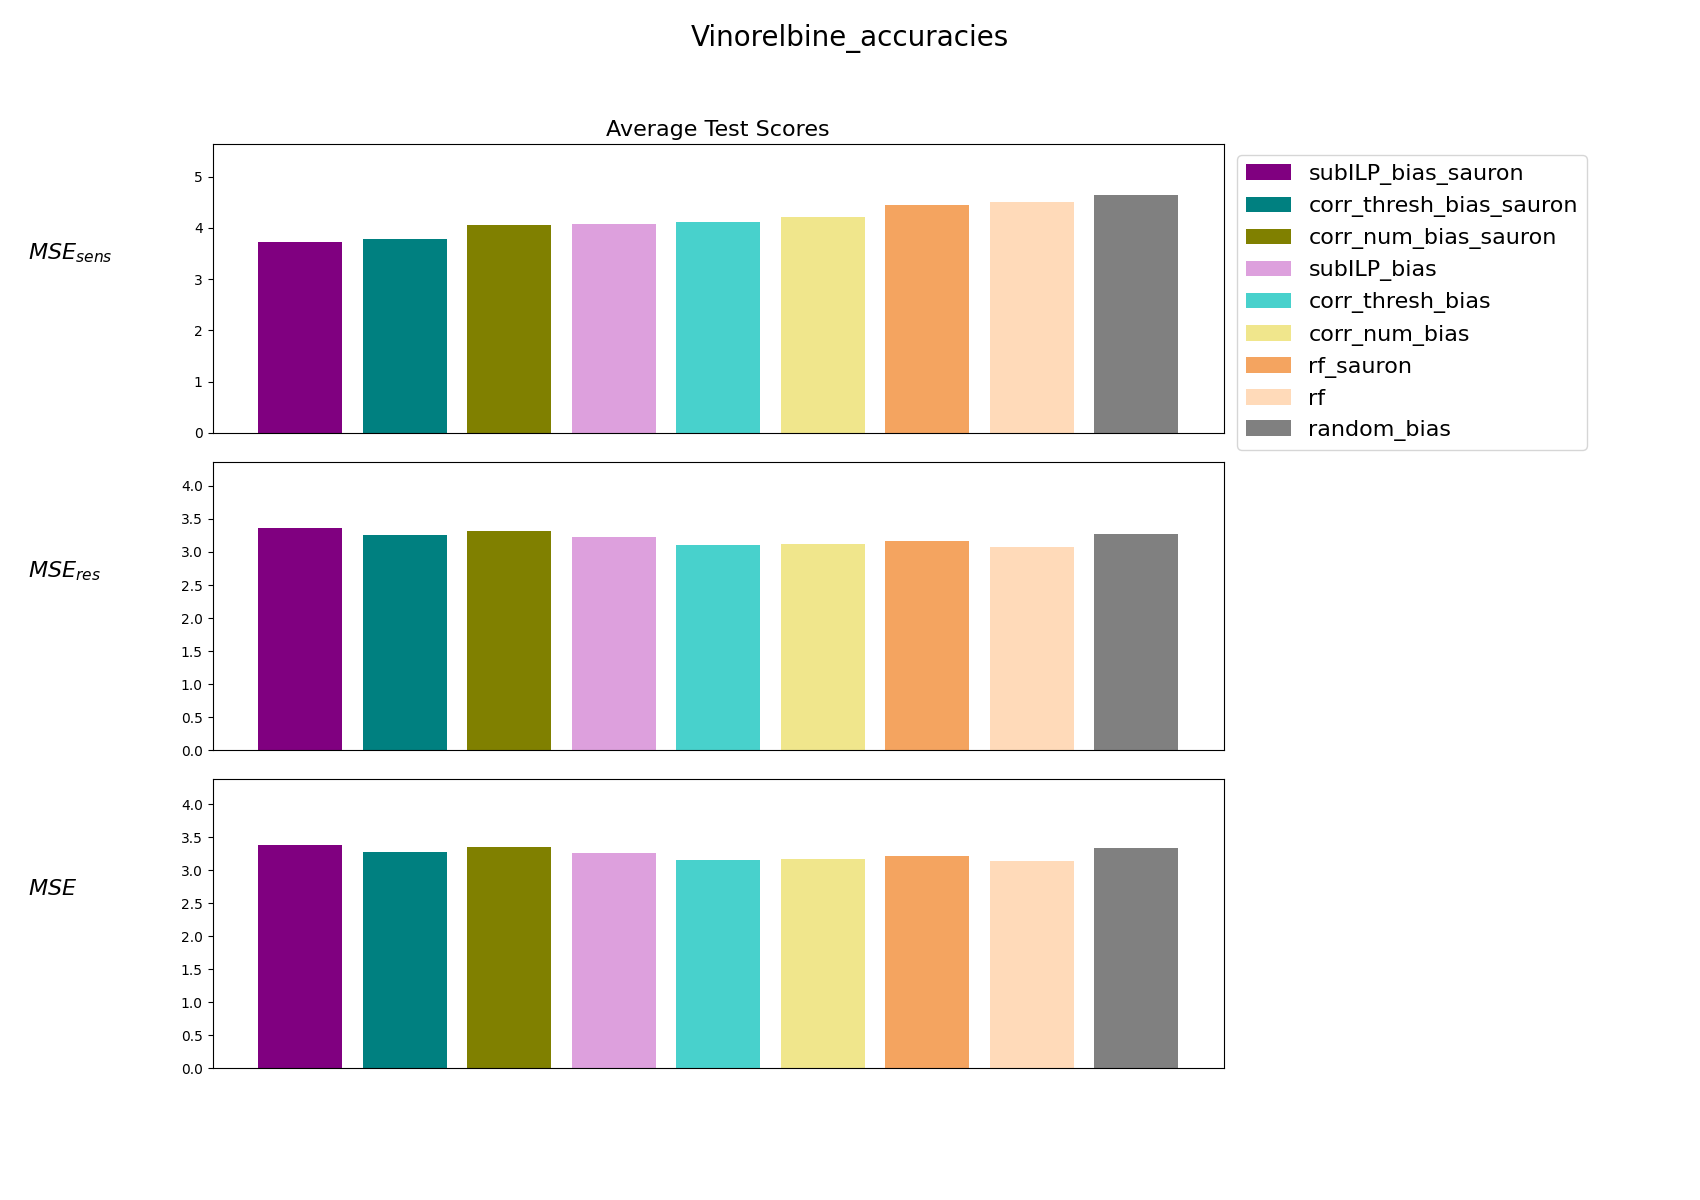 Vinorelbine_accuracies
Average Test Scores
MSE_sens
5
4
3
2
1
0
subILP_bias_sauron
corr_thresh_bias_sauron
corr_num_bias_sauron
subILP_bias
corr_thresh_bias
corr_num_bias
rf_sauron
rf
random_bias
MSE_res
4.0
3.5
3.0
2.5
2.0
1.5
1.0
0.5
0.0
MSE
4.0
3.5
3.0
2.5
2.0
1.5
1.0
0.5
0.0